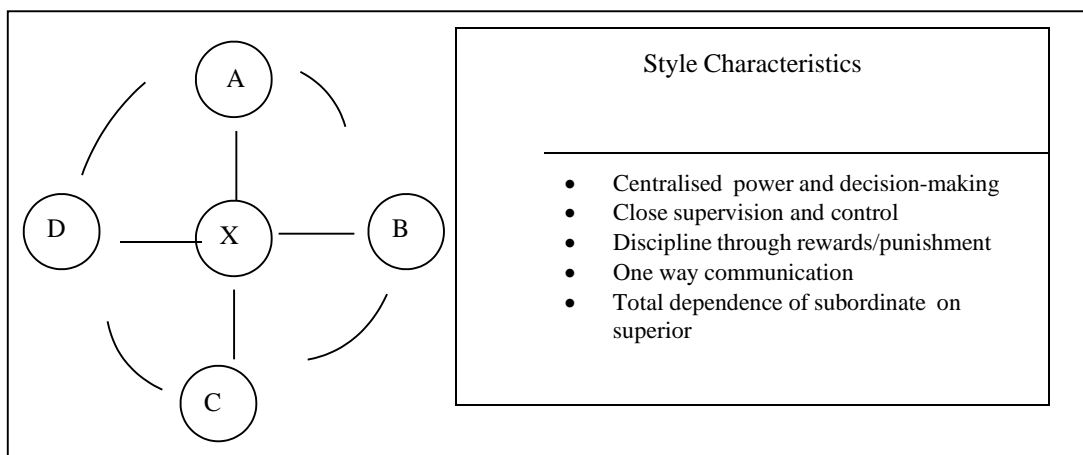 A
D
X
B
C
Style Characteristics
• Centralised power and decision-making
• Close supervision and control
• Discipline through rewards/punishment
• One way communication
• Total dependence of subordinate on
superior